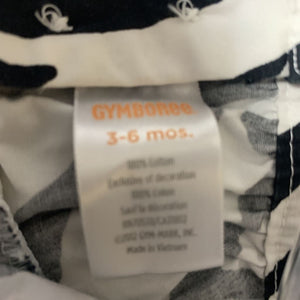 GYMBOREE
3-6 mos.
100% Cotton
Exclusive of decoration
100% Coton
Sauf la décoration
©2012 GYM-MARK, INC.
Made in Vietnam